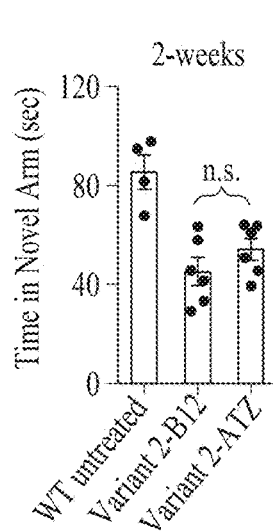 2-weeks
Time in Novel Arm (sec)
120
80
40
0
n.s.
WT untreated
Variant 2-B12
Variant 2-ATZ